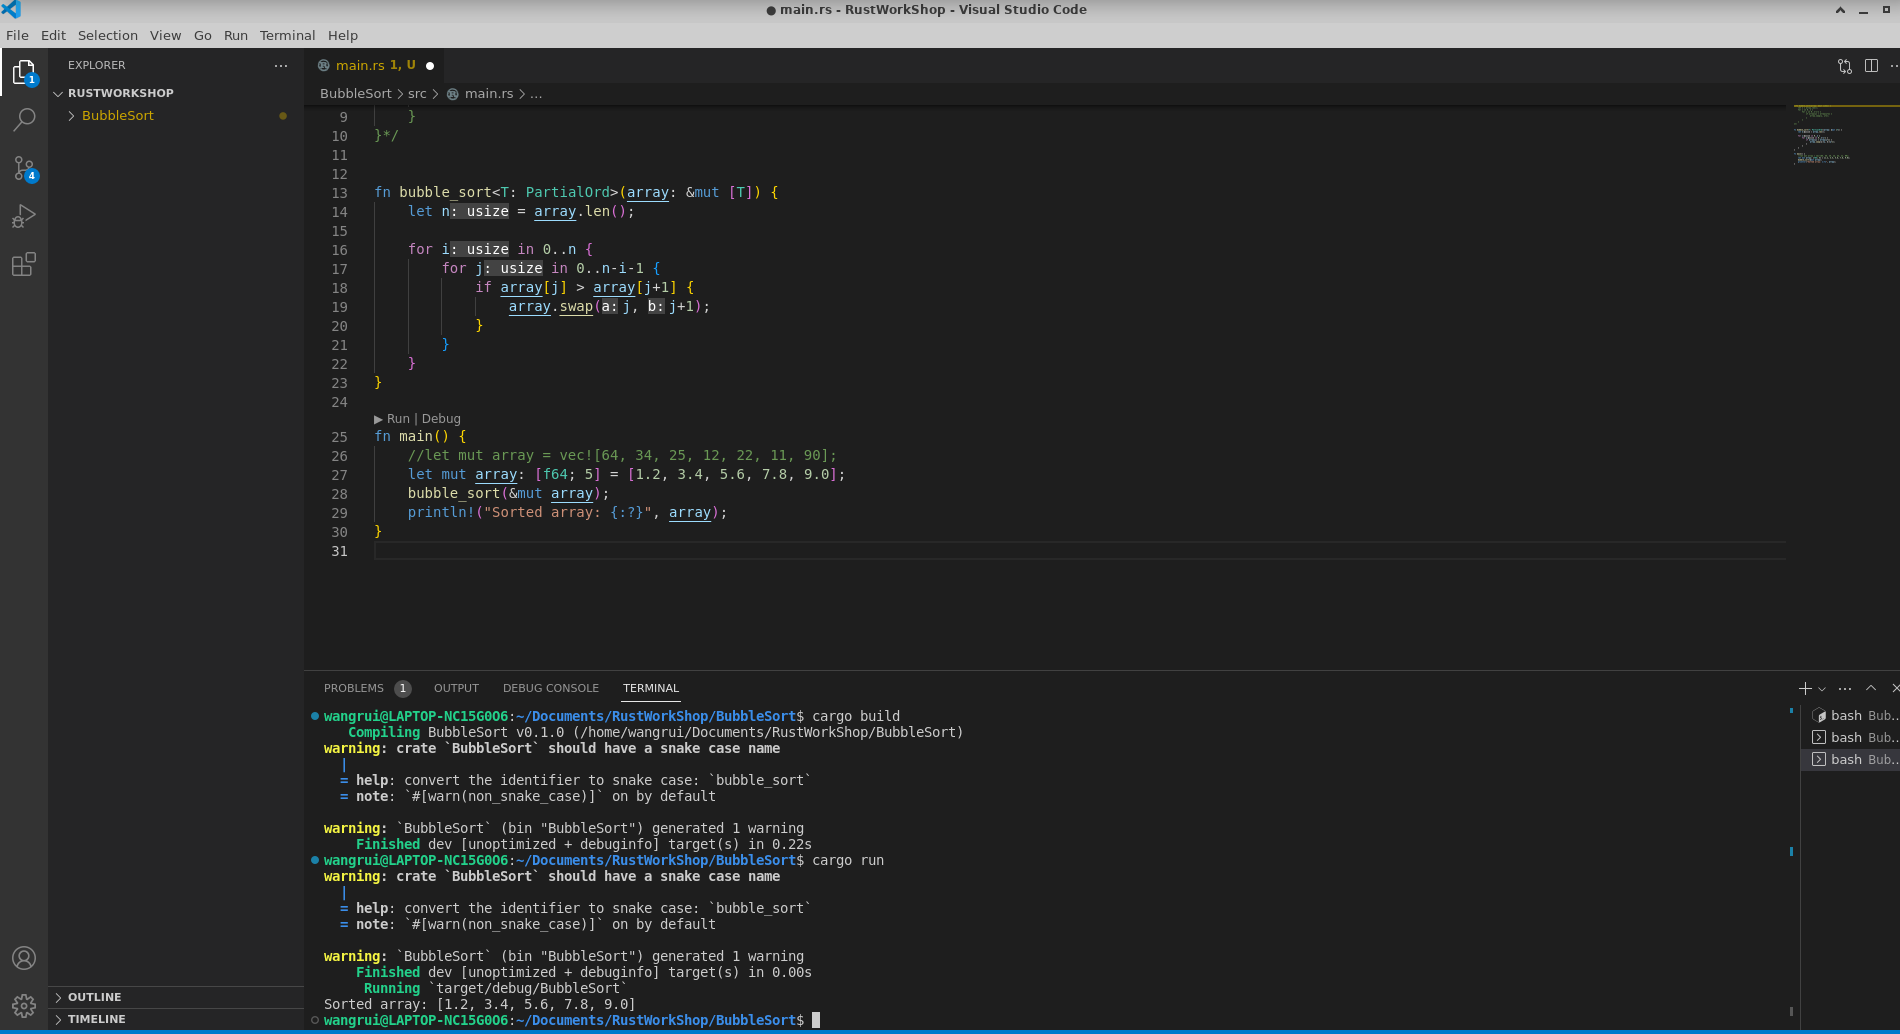 ● main.rs - RustWorkShop - Visual Studio Code
File Edit Selection View Go Run Terminal Help
EXPLORER ...
RUSTWORKSHOP
BubbleSort
1
4
OUTLINE
TIMELINE
main.rs 1, U ●
BubbleSort > src > main.rs > ...
9 }
10 }*/
11
12
13 fn bubble_sort<T: PartialOrd>(array: &mut [T]) {
14 let n: usize = array.len();
15
16 for i: usize in 0..n {
17 for j: usize in 0..n-i-1 {
18 if array[j] > array[j+1] {
19 array.swap(a: j, b: j+1);
20 }
21 }
22 }
23 }
24
▶ Run | Debug
25 fn main() {
26 //let mut array = vec![64, 34, 25, 12, 22, 11, 90];
27 let mut array: [f64; 5] = [1.2, 3.4, 5.6, 7.8, 9.0];
28 bubble_sort(&mut array);
29 println!("Sorted array: {:?}", array);
30 }
31
PROBLEMS 1 OUTPUT DEBUG CONSOLE TERMINAL
wangrui@LAPTOP-NC15G0O6:~/Documents/RustWorkShop/BubbleSort$ cargo build
Compiling BubbleSort v0.1.0 (/home/wangrui/Documents/RustWorkShop/BubbleSort)
warning: crate `BubbleSort` should have a snake case name
|
= help: convert the identifier to snake case: `bubble_sort`
= note: `#[warn(non_snake_case)]` on by default
warning: `BubbleSort` (bin "BubbleSort") generated 1 warning
Finished dev [unoptimized + debuginfo] target(s) in 0.22s
wangrui@LAPTOP-NC15G0O6:~/Documents/RustWorkShop/BubbleSort$ cargo run
warning: crate `BubbleSort` should have a snake case name
|
= help: convert the identifier to snake case: `bubble_sort`
= note: `#[warn(non_snake_case)]` on by default
warning: `BubbleSort` (bin "BubbleSort") generated 1 warning
Finished dev [unoptimized + debuginfo] target(s) in 0.00s
Running `target/debug/BubbleSort`
Sorted array: [1.2, 3.4, 5.6, 7.8, 9.0]
wangrui@LAPTOP-NC15G0O6:~/Documents/RustWorkShop/BubbleSort$
bash Bub...
bash Bub...
bash Bub...